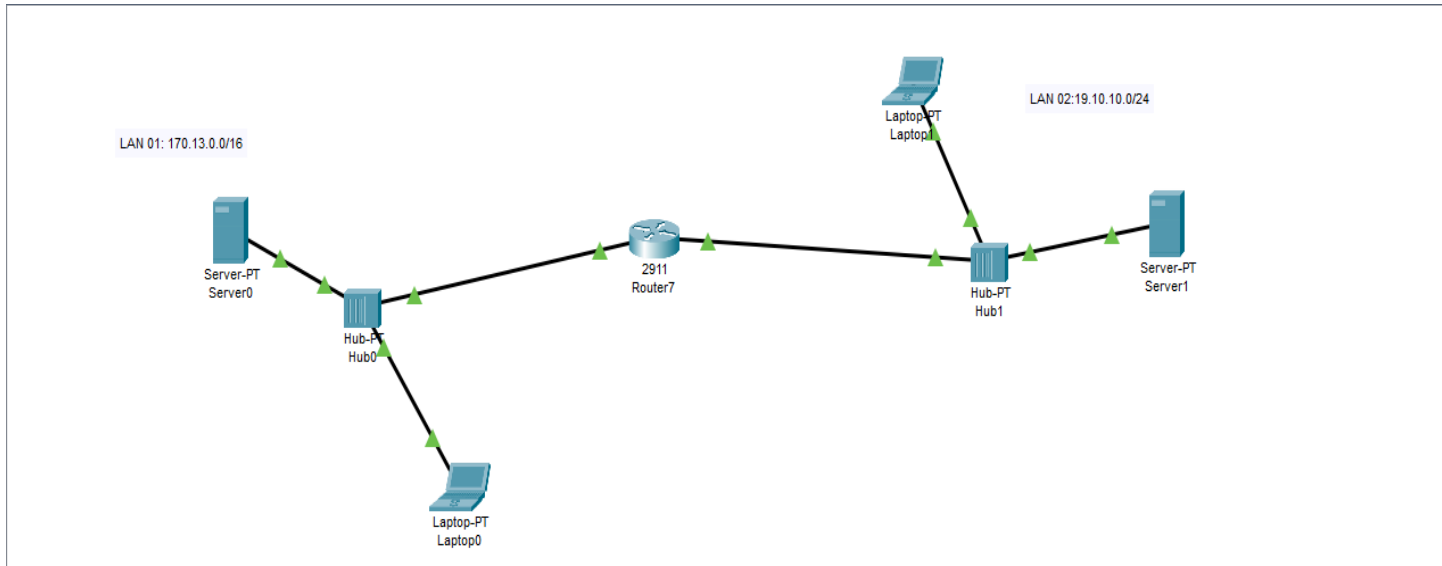 LAN 01: 170.13.0.0/16
Server-PT
Server0
Hub-PT
Hub0
Laptop-PT
Laptop0
2911
Router7
Laptop-PT
Laptop1
LAN 02:19.10.10.0/24
Hub-PT
Hub1
Server-PT
Server1